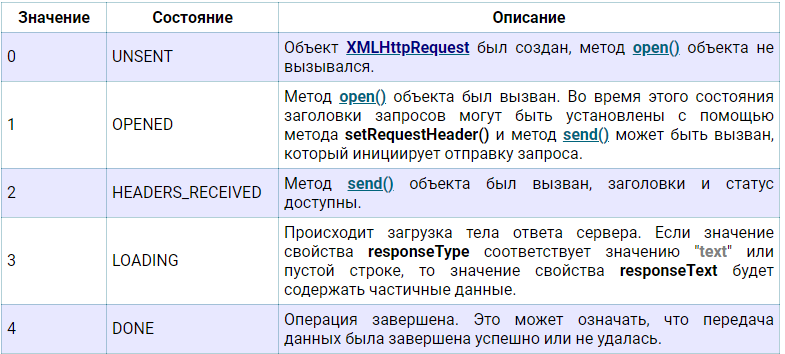 Значение Состояние Описание
0 UNSENT Объект XMLHttpRequest был создан, метод open() объекта не
вызывался.
Метод open() объекта был вызван. Во время этого состояния
заголовки запросов могут быть установлены с помощью
1 OPENED метода setRequestHeader() и метод send() может быть вызван,
который инициирует отправку запроса.
2 HEADERS_RECEIVED Метод send() объекта был вызван, заголовки и статус
доступны.
Происходит загрузка тела ответа сервера. Если значение
3 LOADING свойства responseType соответствует значению "text" или
пустой строке, то значение свойства responseText будет
содержать частичные данные.
4 DONE Операция завершена. Это может означать, что передача
данных была завершена успешно или не удалась.